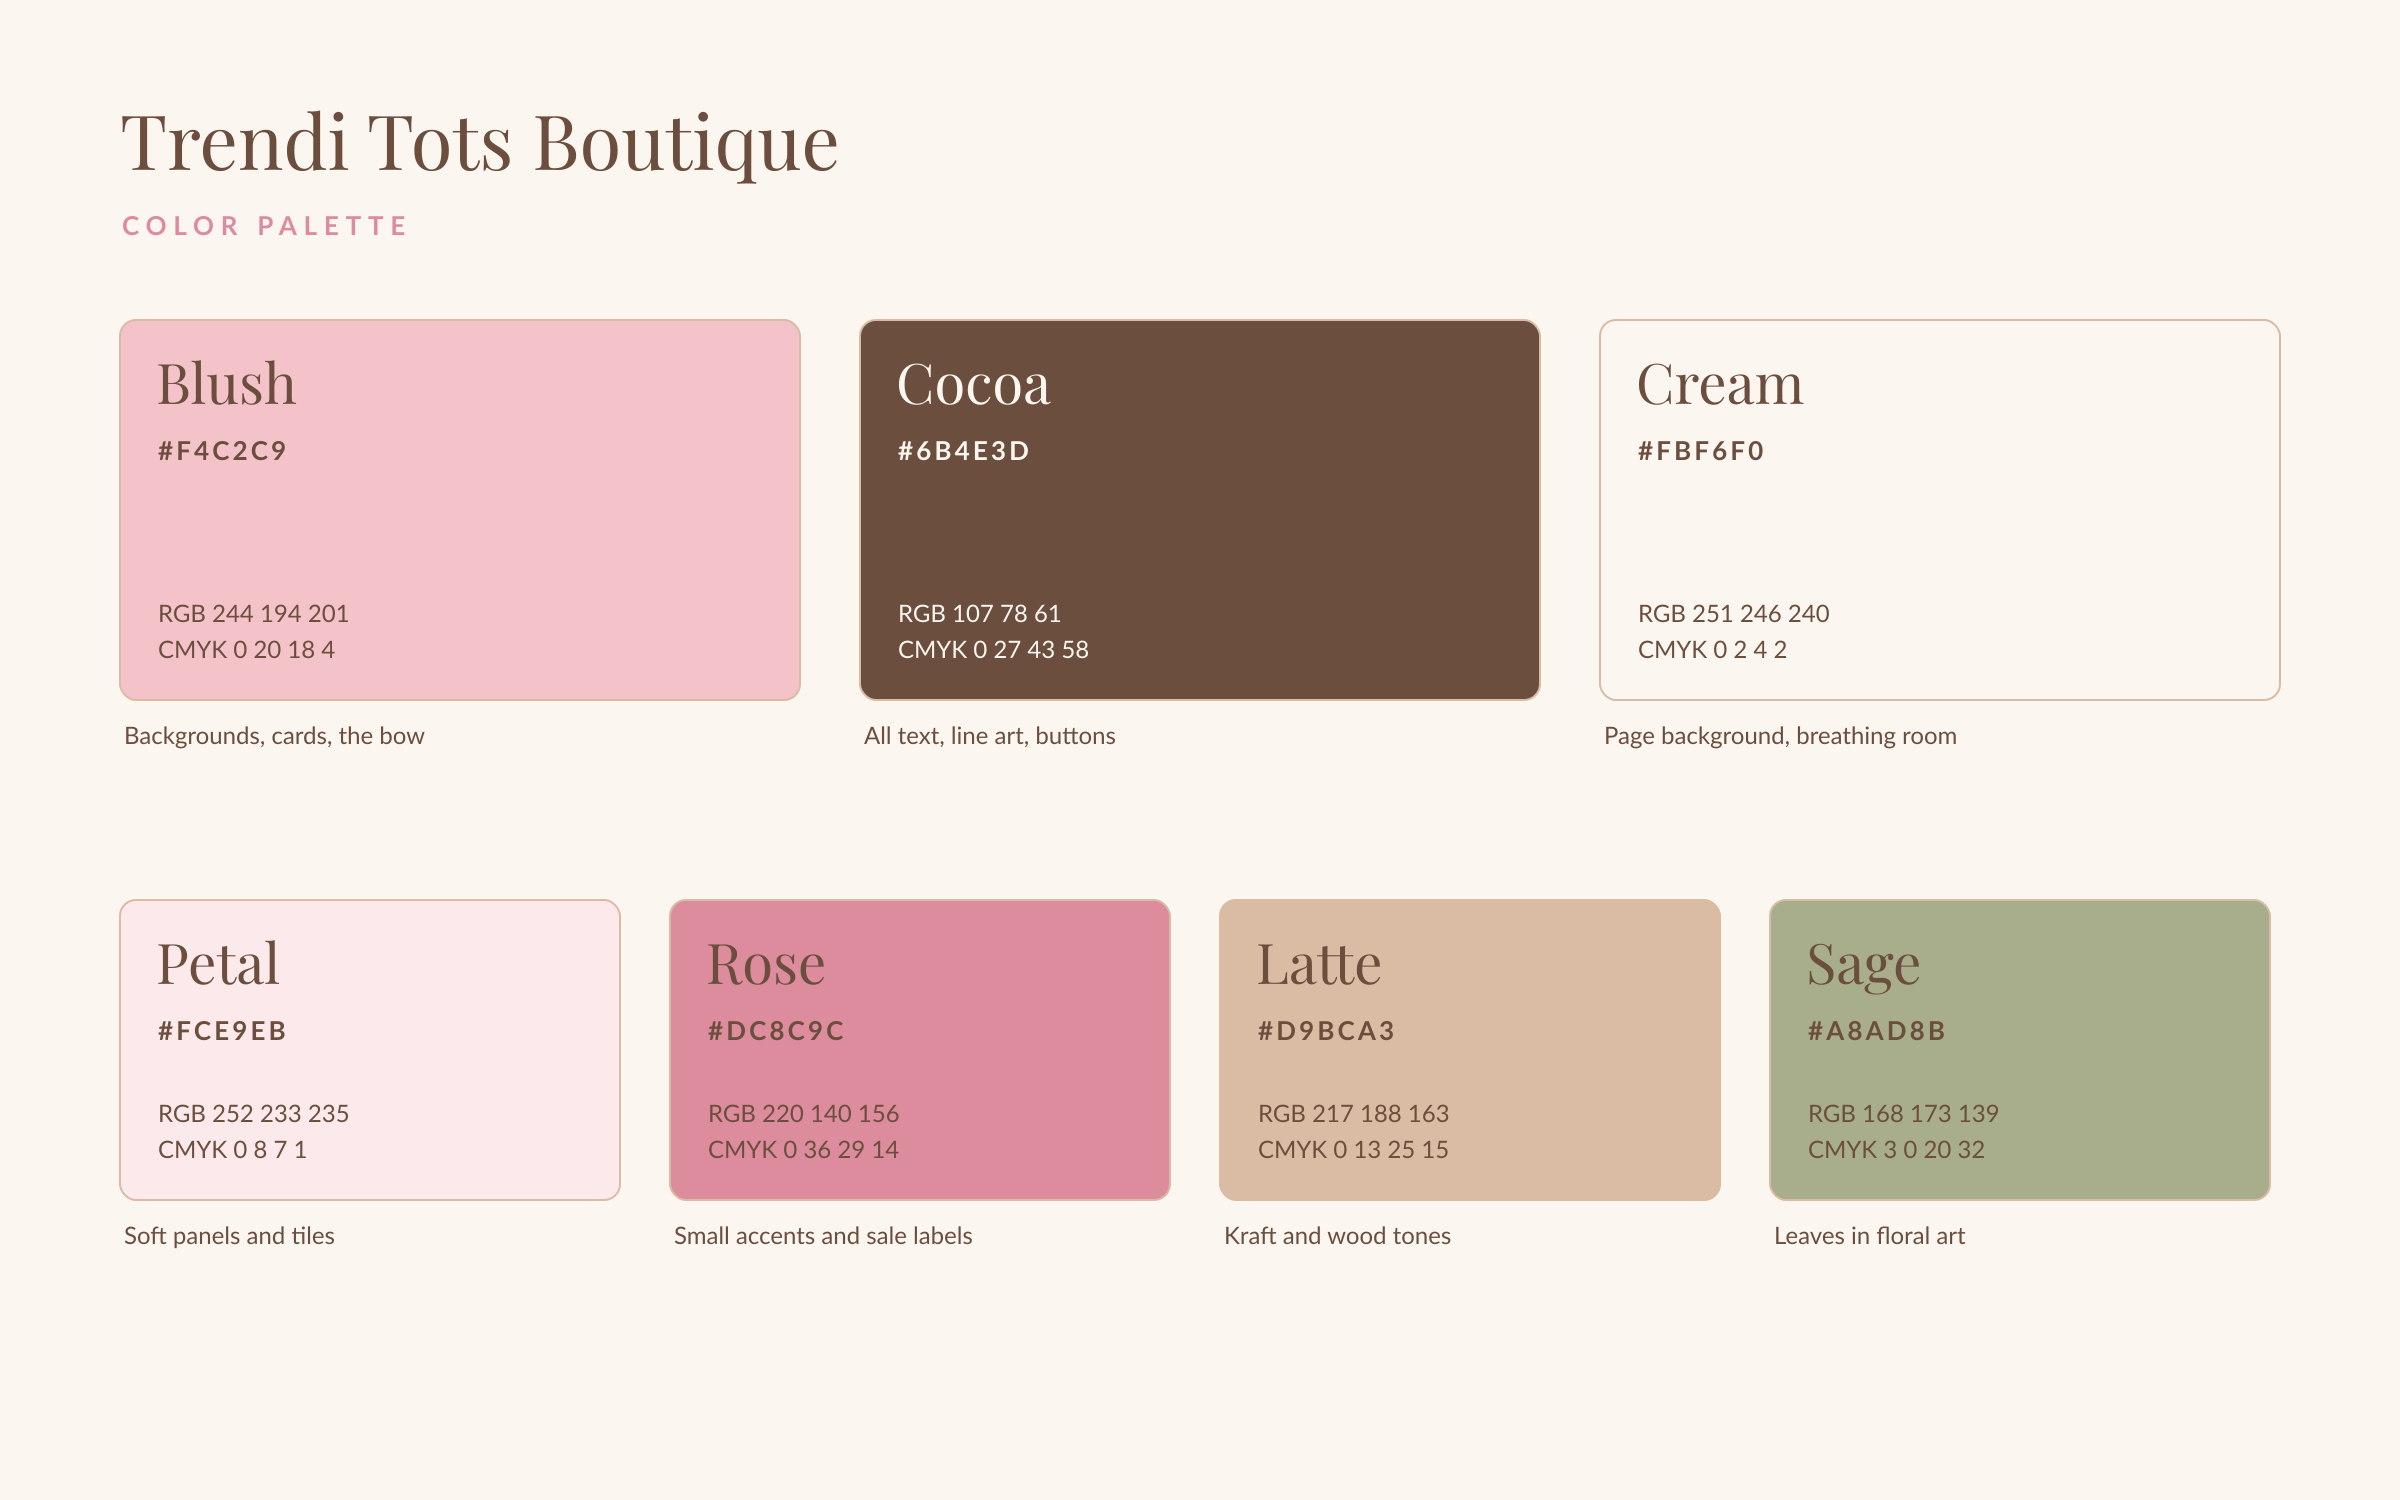 Trendi Tots Boutique
COLOR PALETTE
Blush
#F4C2C9
RGB 244 194 201
CMYK 0 20 18 4
Backgrounds, cards, the bow
Cocoa
#6B4E3D
RGB 107 78 61
CMYK 0 27 43 58
All text, line art, buttons
Cream
#FBF6F0
RGB 251 246 240
CMYK 0 2 4 2
Page background, breathing room
Petal
#FCE9EB
RGB 252 233 235
CMYK 0 8 7 1
Soft panels and tiles
Rose
#DC8C9C
RGB 220 140 156
CMYK 0 36 29 14
Small accents and sale labels
Latte
#D9BCA3
RGB 217 188 163
CMYK 0 13 25 15
Kraft and wood tones
Sage
#A8AD8B
RGB 168 173 139
CMYK 3 0 20 32
Leaves in floral art